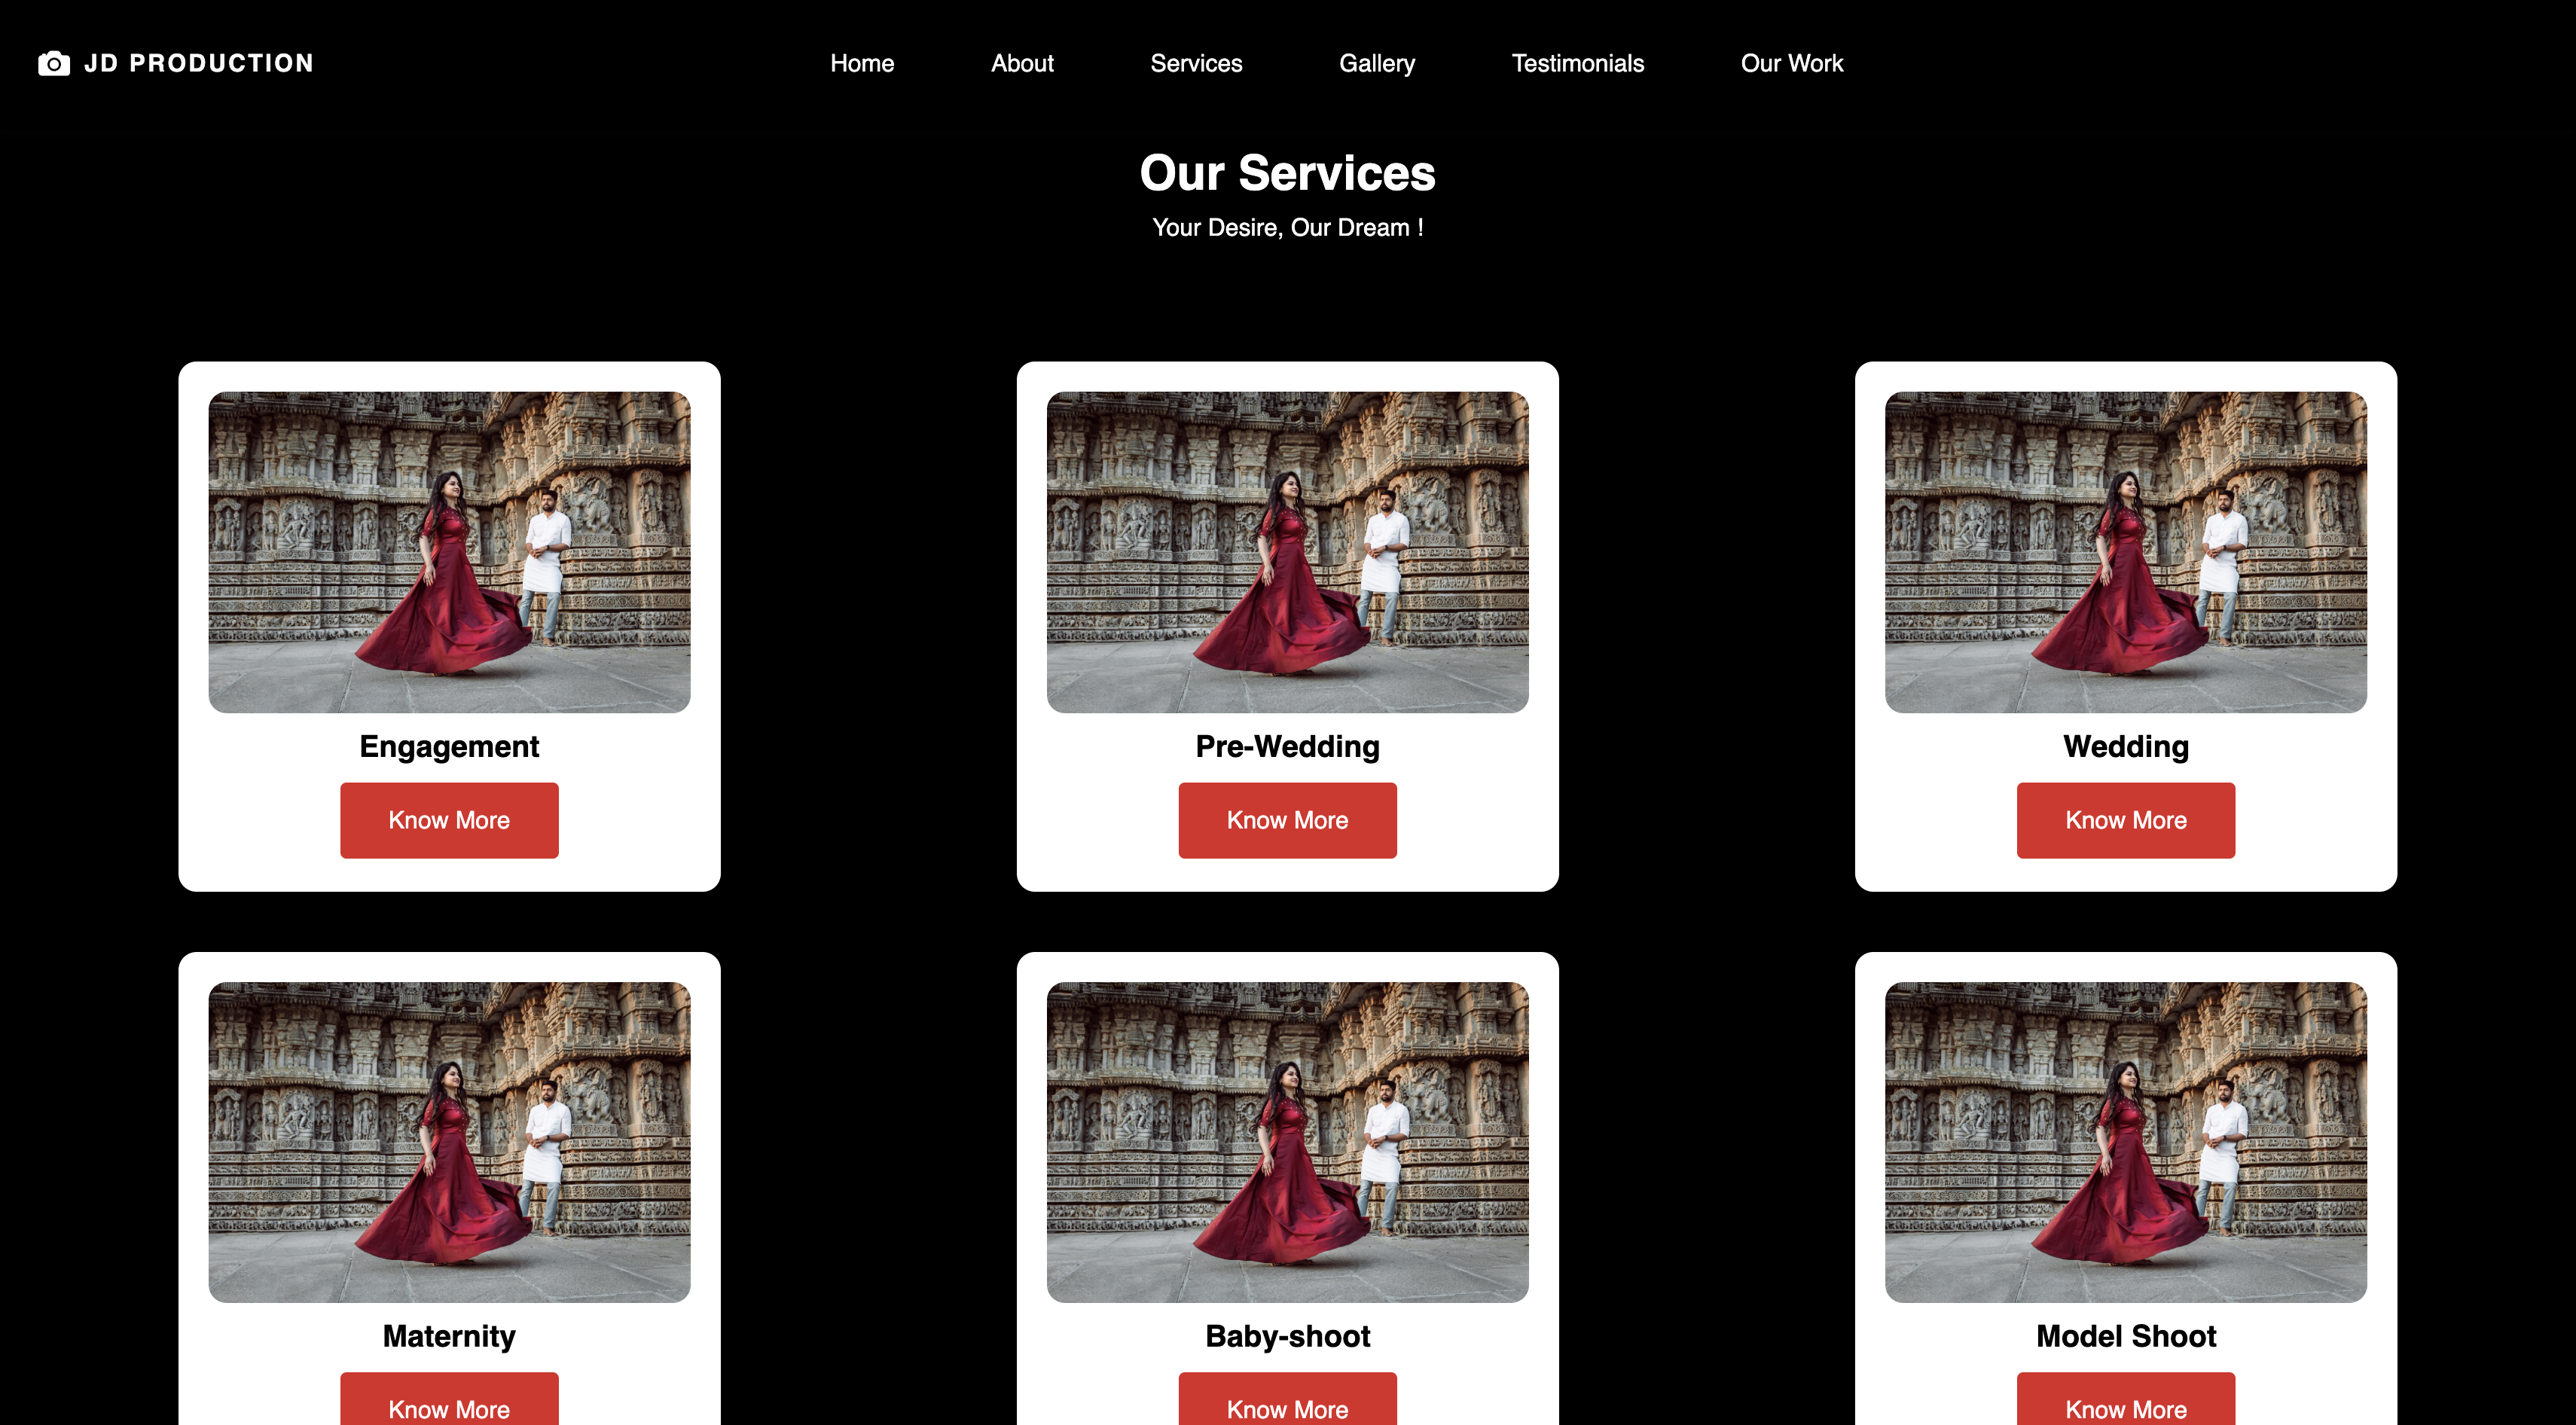 JD PRODUCTION
Home About Services Gallery Testimonials Our Work
Our Services
Your Desire, Our Dream !
Engagement
Know More
Pre-Wedding
Know More
Wedding
Know More
Maternity
Know More
Baby-shoot
Know More
Model Shoot
Know More